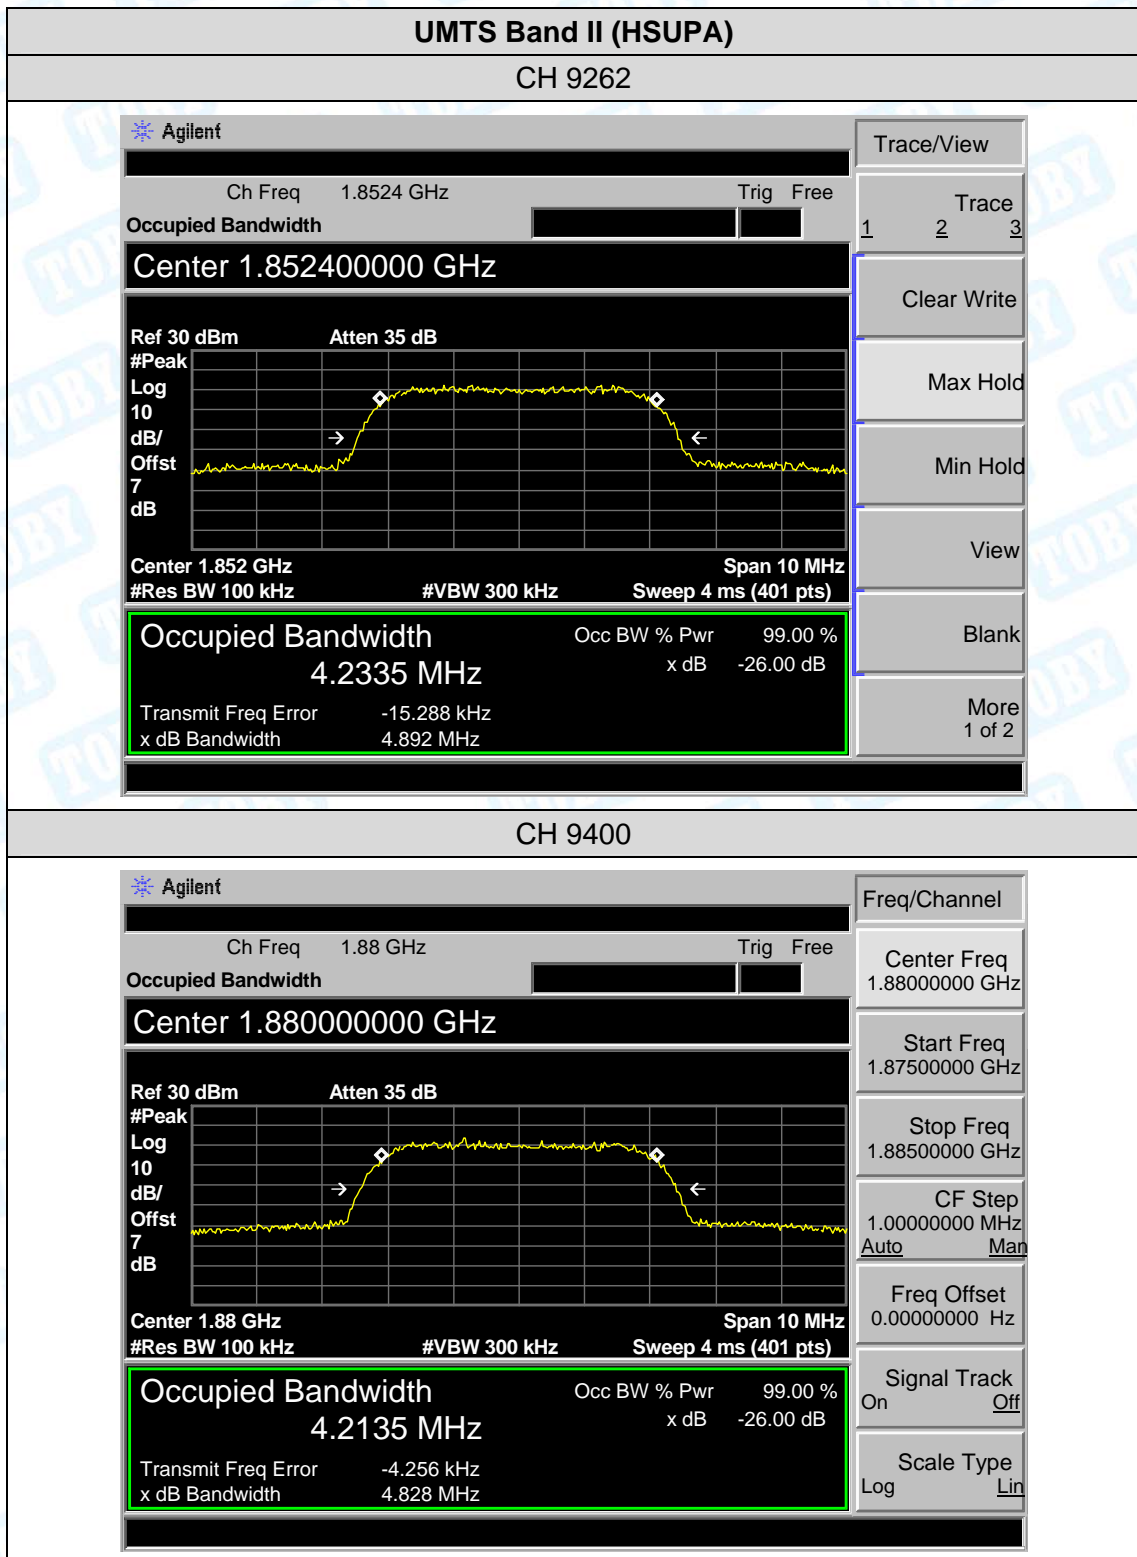 UMTS Band II (HSUPA)
CH 9262
Agilent
Trace/View
Ch Freq 1.8524 GHz Trig Free
Occupied Bandwidth
Trace
1 2 3
Center 1.852400000 GHz
Clear Write
Ref 30 dBm Atten 35 dB
#Peak
Log
10
dB/
Offst
7
dB
Max Hold
Min Hold
Center 1.852 GHz Span 10 MHz
#Res BW 100 kHz #VBW 300 kHz Sweep 4 ms (401 pts)
View
Occupied Bandwidth Occ BW % Pwr 99.00 %
4.2335 MHz x dB -26.00 dB
Blank
Transmit Freq Error -15.288 kHz
x dB Bandwidth 4.892 MHz
More
1 of 2
CH 9400
Agilent
Freq/Channel
Ch Freq 1.88 GHz Trig Free
Occupied Bandwidth
Center Freq
1.88000000 GHz
Center 1.880000000 GHz
Start Freq
1.87500000 GHz
Ref 30 dBm Atten 35 dB
#Peak
Log
10
dB/
Offst
7
dB
Stop Freq
1.88500000 GHz
CF Step
1.00000000 MHz
Auto Man
Freq Offset
0.00000000 Hz
Center 1.88 GHz Span 10 MHz
#Res BW 100 kHz #VBW 300 kHz Sweep 4 ms (401 pts)
Occupied Bandwidth Occ BW % Pwr 99.00 %
4.2135 MHz x dB -26.00 dB
Signal Track
On Off
Transmit Freq Error -4.256 kHz
x dB Bandwidth 4.828 MHz
Scale Type
Log Lin
TOBY